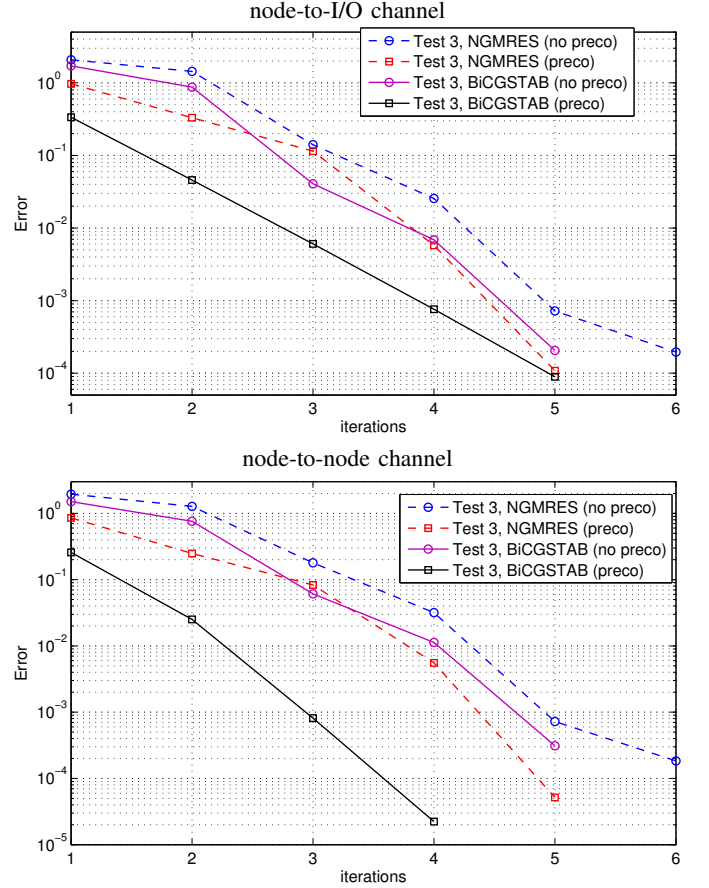 node-to-I/O channel
Test 3, NGMRES (no preco)
Test 3, NGMRES (preco)
Test 3, BiCGSTAB (no preco)
Test 3, BiCGSTAB (preco)
10^0
10^-1
10^-2
10^-3
10^-4
Error
1 2 3 4 5 6
iterations
node-to-node channel
Test 3, NGMRES (no preco)
Test 3, NGMRES (preco)
Test 3, BiCGSTAB (no preco)
Test 3, BiCGSTAB (preco)
10^0
10^-1
10^-2
10^-3
10^-4
10^-5
Error
1 2 3 4 5 6
iterations